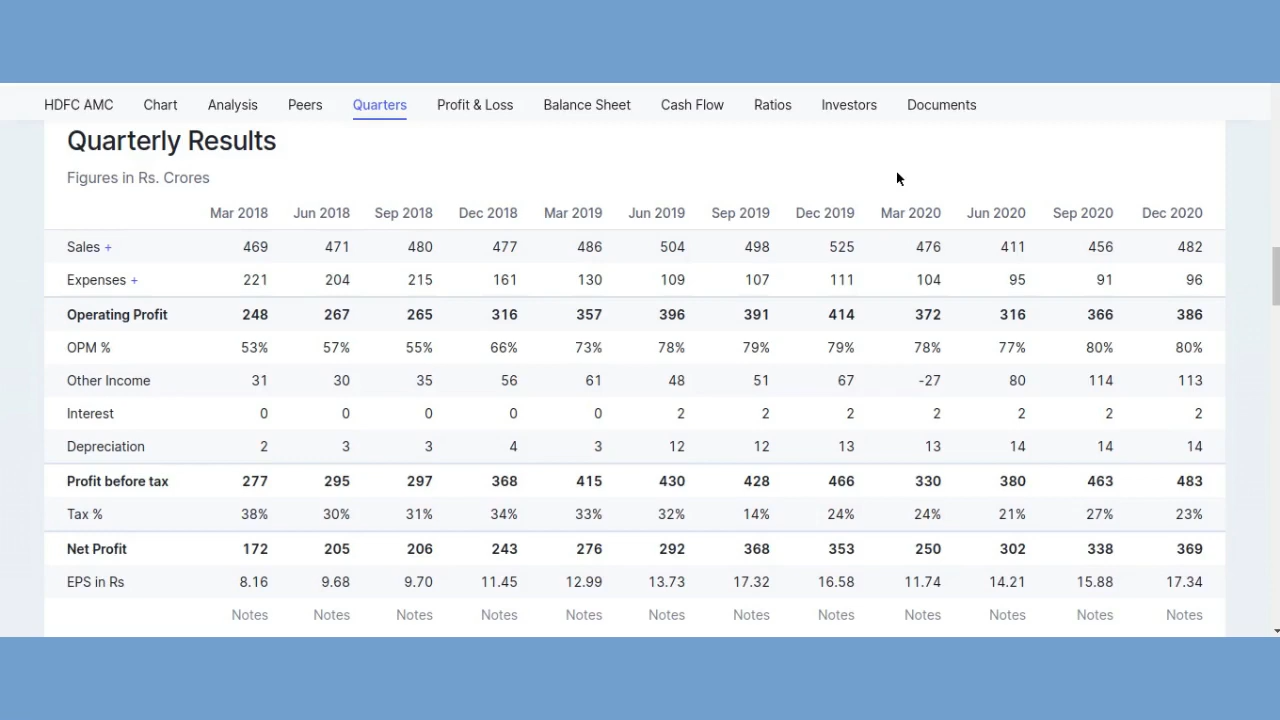 HDFC AMC Chart Analysis Peers Quarters Profit & Loss Balance Sheet Cash Flow Ratios Investors Documents
Quarterly Results
Figures in Rs. Crores
Mar 2018 Jun 2018 Sep 2018 Dec 2018 Mar 2019 Jun 2019 Sep 2019 Dec 2019 Mar 2020 Jun 2020 Sep 2020 Dec 2020
Sales + 469 471 480 477 486 504 498 525 476 411 456 482
Expenses + 221 204 215 161 130 109 107 111 104 95 91 96
Operating Profit 248 267 265 316 357 396 391 414 372 316 366 386
OPM % 53% 57% 55% 66% 73% 78% 79% 79% 78% 77% 80% 80%
Other Income 31 30 35 56 61 48 51 67 -27 80 114 113
Interest 0 0 0 0 0 2 2 2 2 2 2 2
Depreciation 2 3 3 4 3 12 12 13 13 14 14 14
Profit before tax 277 295 297 368 415 430 428 466 330 380 463 483
Tax % 38% 30% 31% 34% 33% 32% 14% 24% 24% 21% 27% 23%
Net Profit 172 205 206 243 276 292 368 353 250 302 338 369
EPS in Rs 8.16 9.68 9.70 11.45 12.99 13.73 17.32 16.58 11.74 14.21 15.88 17.34
Notes Notes Notes Notes Notes Notes Notes Notes Notes Notes Notes Notes